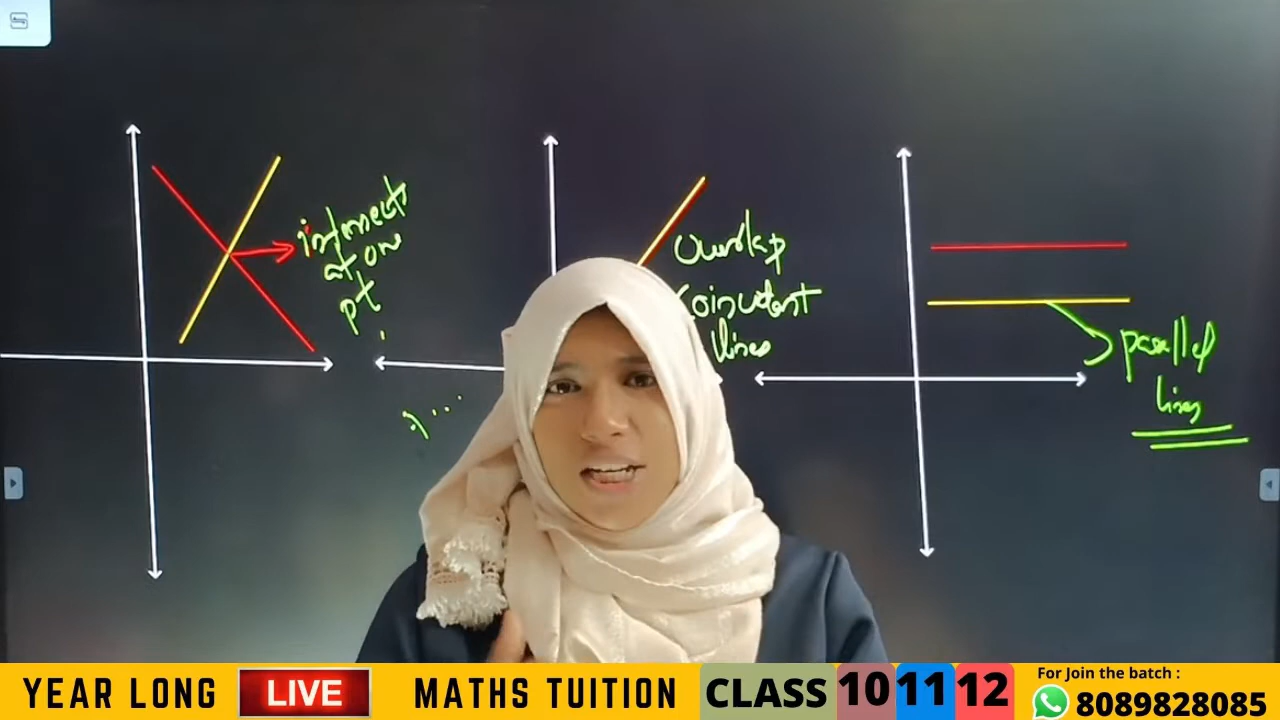 intersects
at one
pt
Overlap
Coincident
lines
parallel
lines
YEAR LONG LIVE MATHS TUITION CLASS 10 11 12
For Join the batch :
8089828085